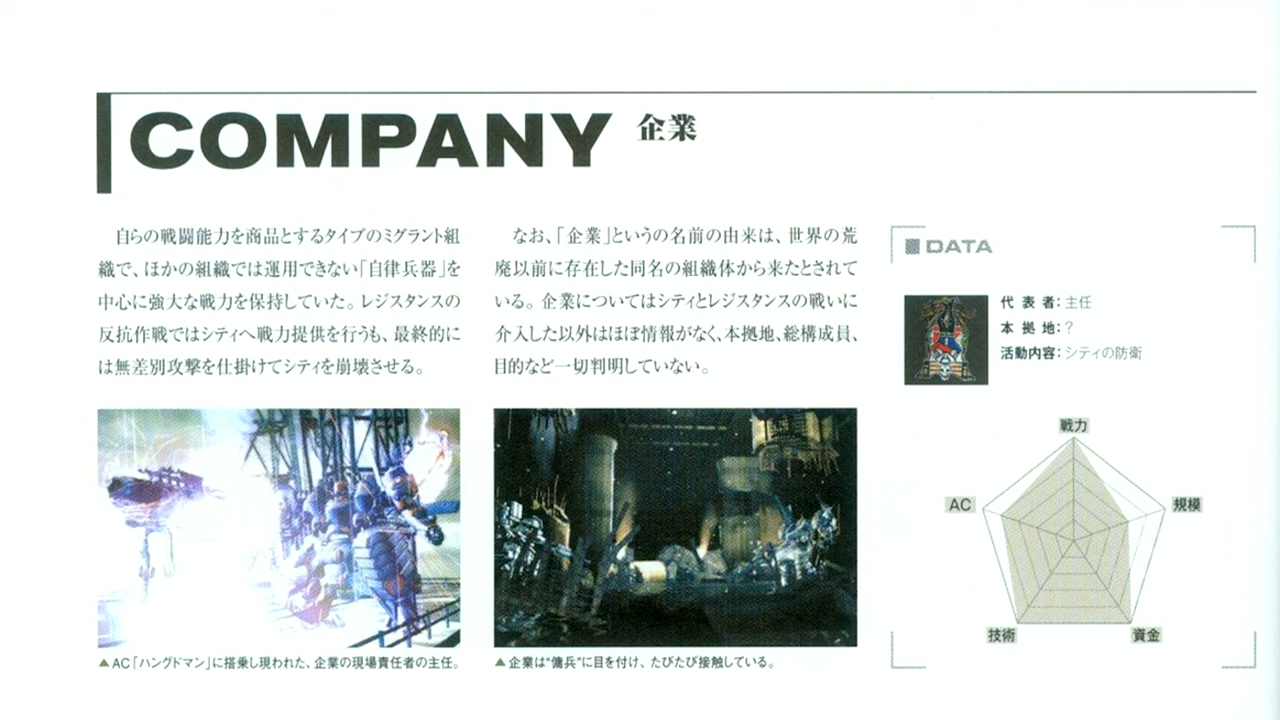 COMPANY 企業
自らの戦闘能力を商品とするタイプのミグラント組
織で、ほかの組織では運用できない「自律兵器」を
中心に強大な戦力を保持していた。レジスタンスの
反抗作戦ではシティへ戦力提供を行うも、最終的に
は無差別攻撃を仕掛けてシティを崩壊させる。
なお、「企業」というの名前の由来は、世界の荒
廃以前に存在した同名の組織体から来たとされて
いる。企業についてはシティとレジスタンスの戦いに
介入した以外はほぼ情報がなく、本拠地、総構成員、
目的など一切判明していない。
▲AC「ハングドマン」に搭乗し現われた、企業の現場責任者の主任。
▲企業は“傭兵”に目を付け、たびたび接触している。
DATA
代表者：主任
本拠地：？
活動内容：シティの防衛
戦力
AC
規模
技術
資金